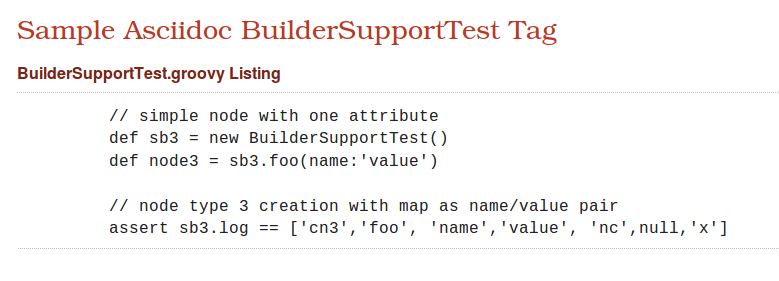 Sample Asciidoc BuilderSupportTest Tag
BuilderSupportTest.groovy Listing
// simple node with one attribute
def sb3 = new BuilderSupportTest()
def node3 = sb3.foo(name:'value')
// node type 3 creation with map as name/value pair
assert sb3.log == ['cn3','foo', 'name','value', 'nc',null,'x']